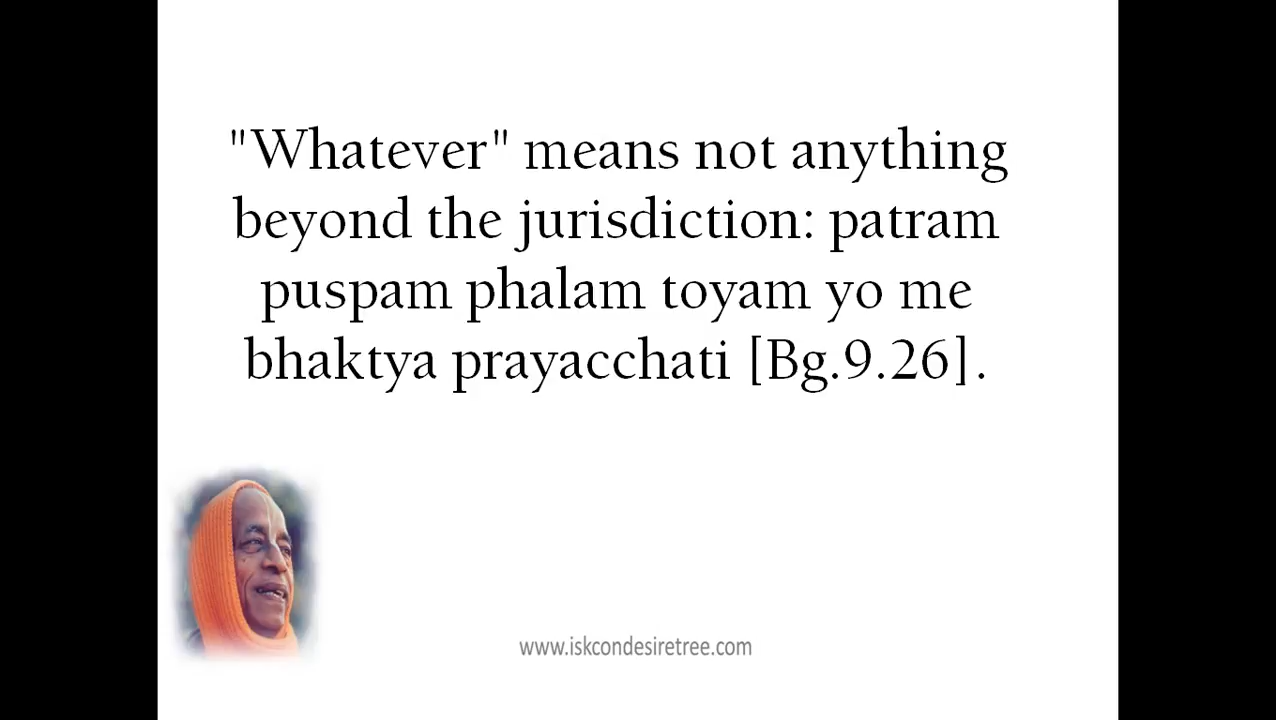 "Whatever" means not anything
beyond the jurisdiction: patram
puspam phalam toyam yo me
bhaktya prayacchati [Bg.9.26].
www.iskcondesiretree.com